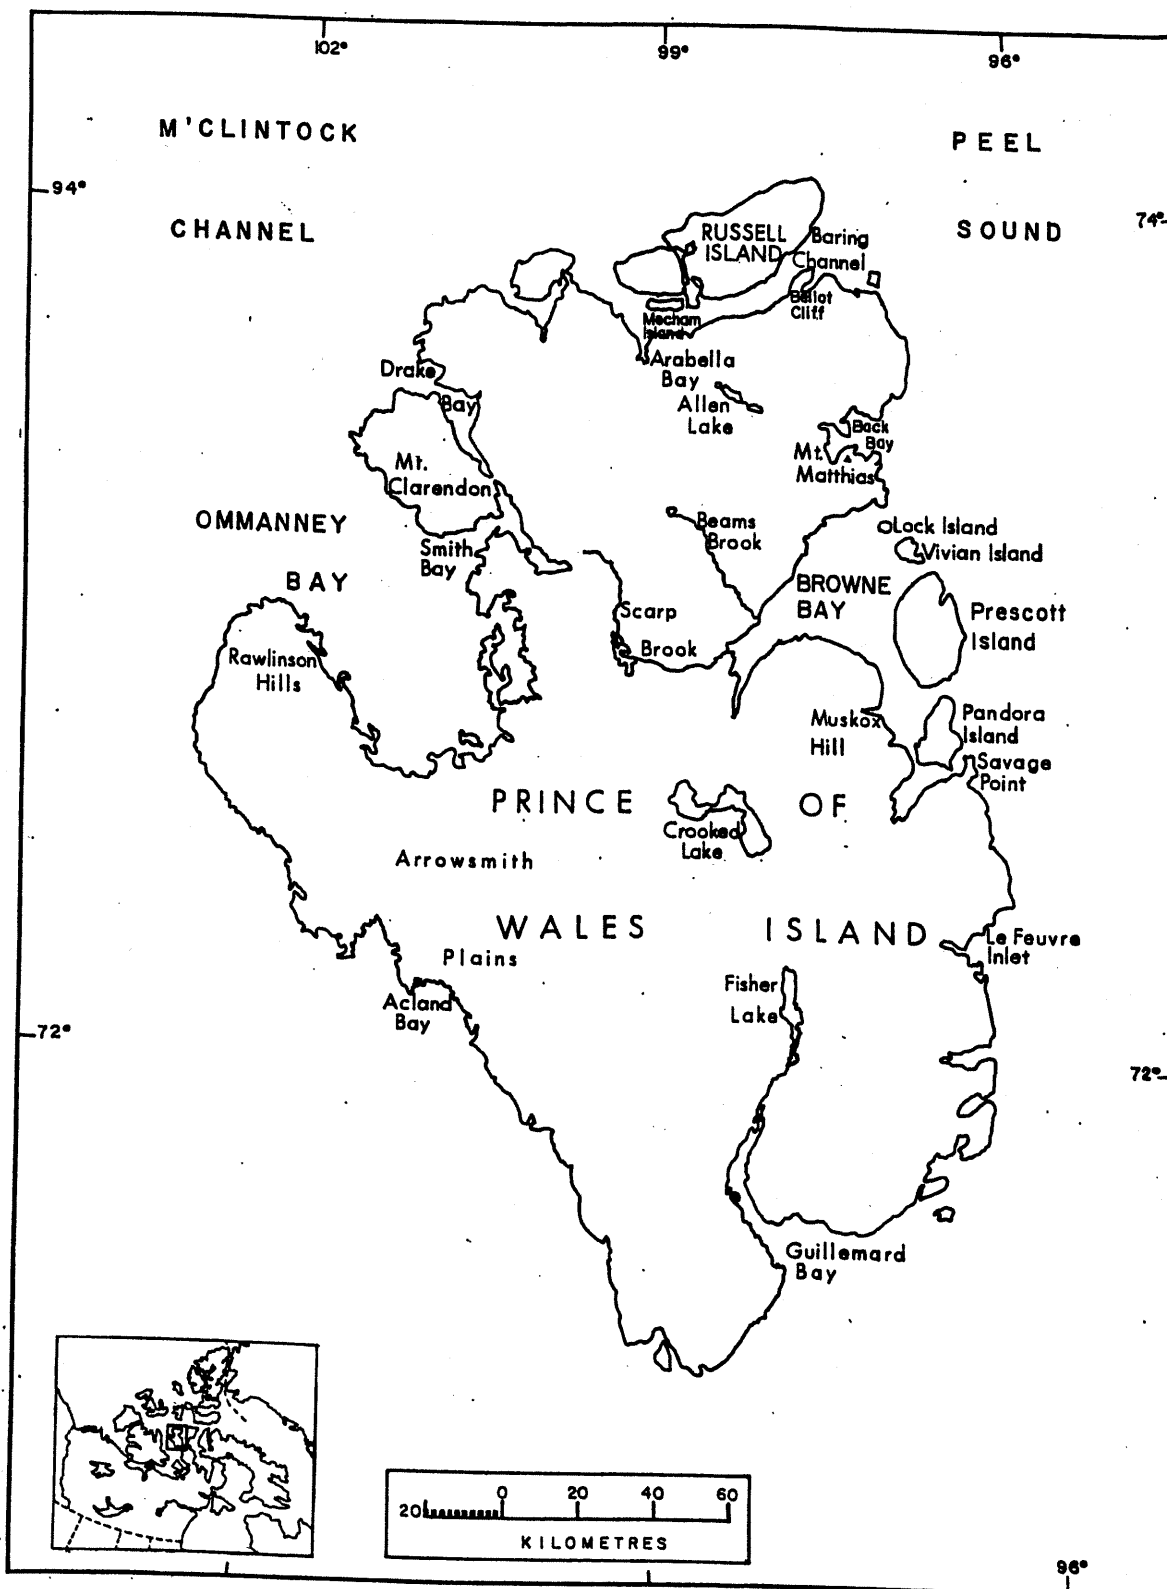 102°
99°
96°
M'CLINTOCK
PEEL
94°
74°
CHANNEL
SOUND
RUSSELL
ISLAND
Baring
Channel
Bellot
Cliff
Mecham
Island
Arabella
Bay
Drake
Bay
Allen
Lake
Back
Bay
Mt.
Matthias
Mt.
Clarendon
OMMANNEY
BAY
Smith
Bay
Beams
Brook
Lock Island
Vivian Island
BROWNE
BAY
Prescott
Island
Scarp
Brook
Rawlinson
Hills
Muskox
Hill
Pandora
Island
Savage
Point
PRINCE OF
Crooked
Lake
Arrowsmith
WALES ISLAND
Plains
Le Feuvre
Inlet
Fisher
Lake
Acland
Bay
72°
72°
Guillemard
Bay
20 0 20 40 60
KILOMETRES
96°